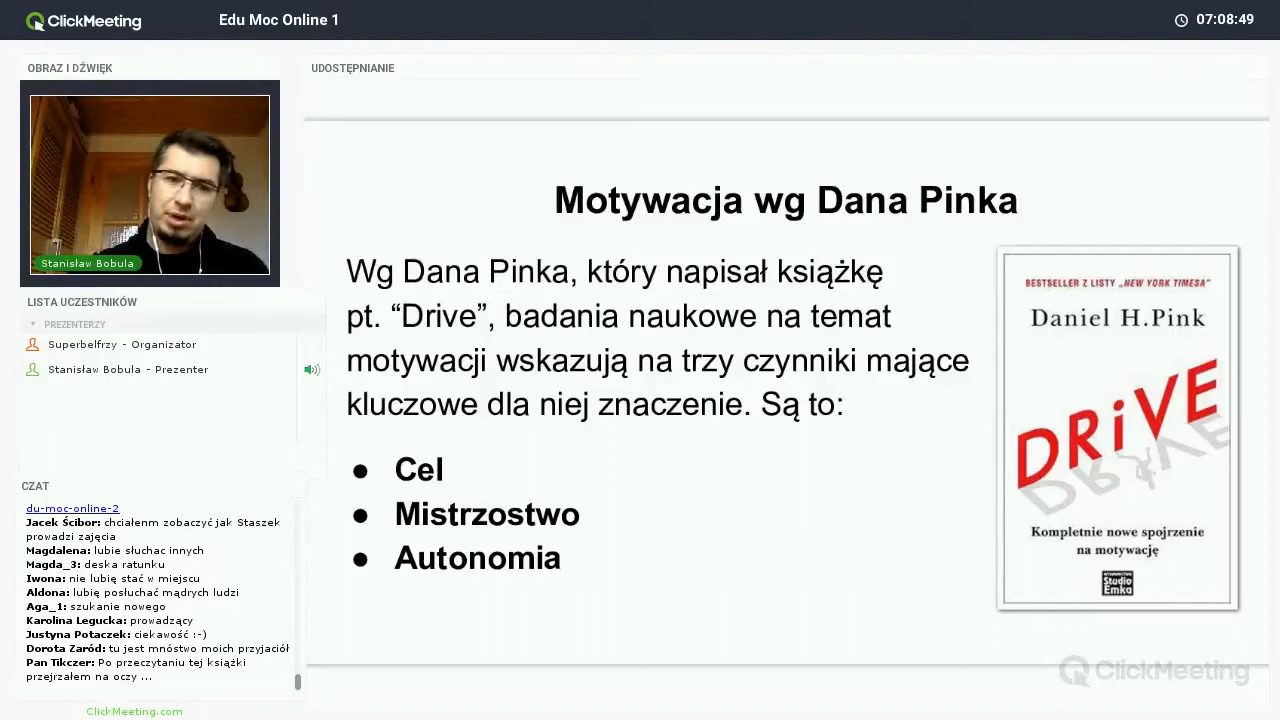 ClickMeeting
Edu Moc Online 1
07:08:49
OBRAZ I DŹWIĘK
Stanisław Bobula
LISTA UCZESTNIKÓW
PREZENTERZY
Superbelfrzy - Organizator
Stanisław Bobula - Prezenter
CZAT
du-moc-online-2
Jacek Ścibor: chciałenm zobaczyć jak Staszek
prowadzi zajęcia
Magdalena: lubie słuchac innych
Magda_3: deska ratunku
Iwona: nie lubię stać w miejscu
Aldona: lubię posłuchać mądrych ludzi
Aga_1: szukanie nowego
Karolina Legucka: prowadzący
Justyna Potaczek: ciekawość :-)
Dorota Zaród: tu jest mnóstwo moich przyjaciół
Pan Tikczer: Po przeczytaniu tej książki
przejrzałem na oczy ...
ClickMeeting.com
UDOSTĘPNIANIE
Motywacja wg Dana Pinka
Wg Dana Pinka, który napisał książkę
pt. “Drive”, badania naukowe na temat
motywacji wskazują na trzy czynniki mające
kluczowe dla niej znaczenie. Są to:
● Cel
● Mistrzostwo
● Autonomia
BESTSELLER Z LISTY „NEW YORK TIMESA”
Daniel H.Pink
DRiVE
Kompletnie nowe spojrzenie
na motywację
Studio
Emka
ClickMeeting